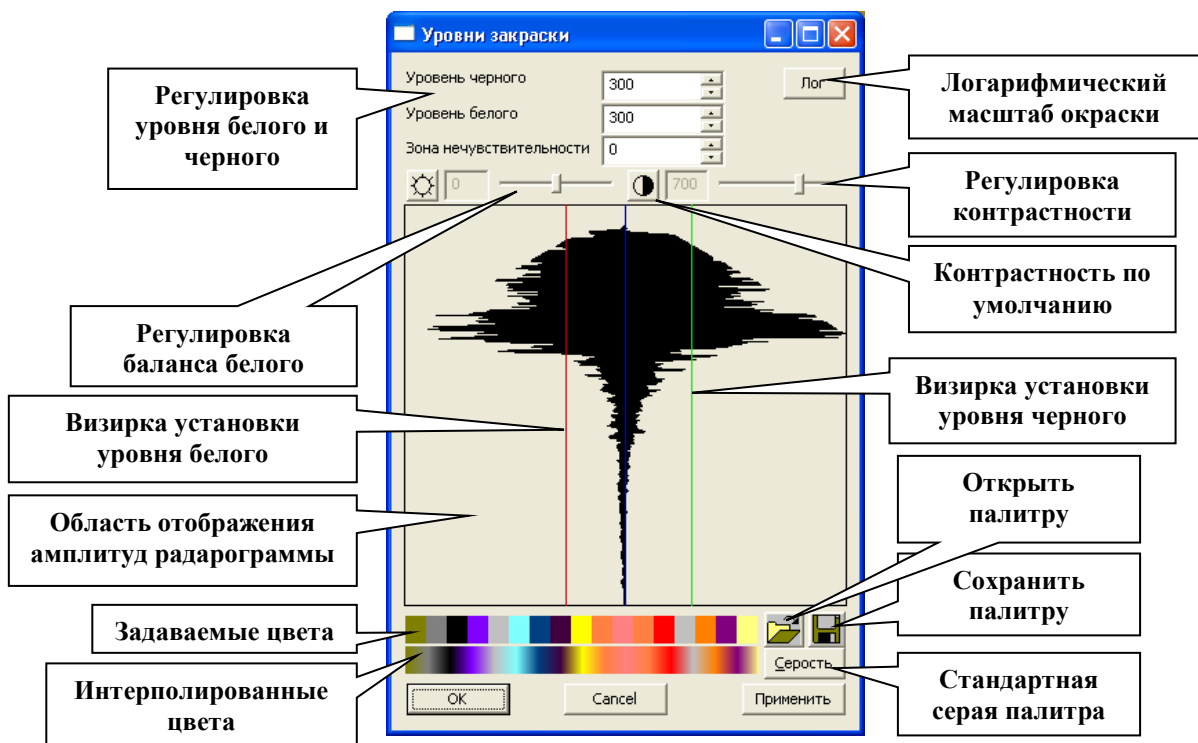 Уровни закраски
Регулировка
уровня белого и
черного
Уровень черного
300
Лог
Логарифмический
масштаб окраски
Уровень белого
300
Зона нечувствительности
0
0
700
Регулировка
контрастности
Контрастность по
умолчанию
Регулировка
баланса белого
Визирка установки
уровня черного
Визирка установки
уровня белого
Открыть
палитру
Область отображения
амплитуд радарограммы
Сохранить
палитру
Задаваемые цвета
Серость
Интерполированные
цвета
Стандартная
серая палитра
OK
Cancel
Применить